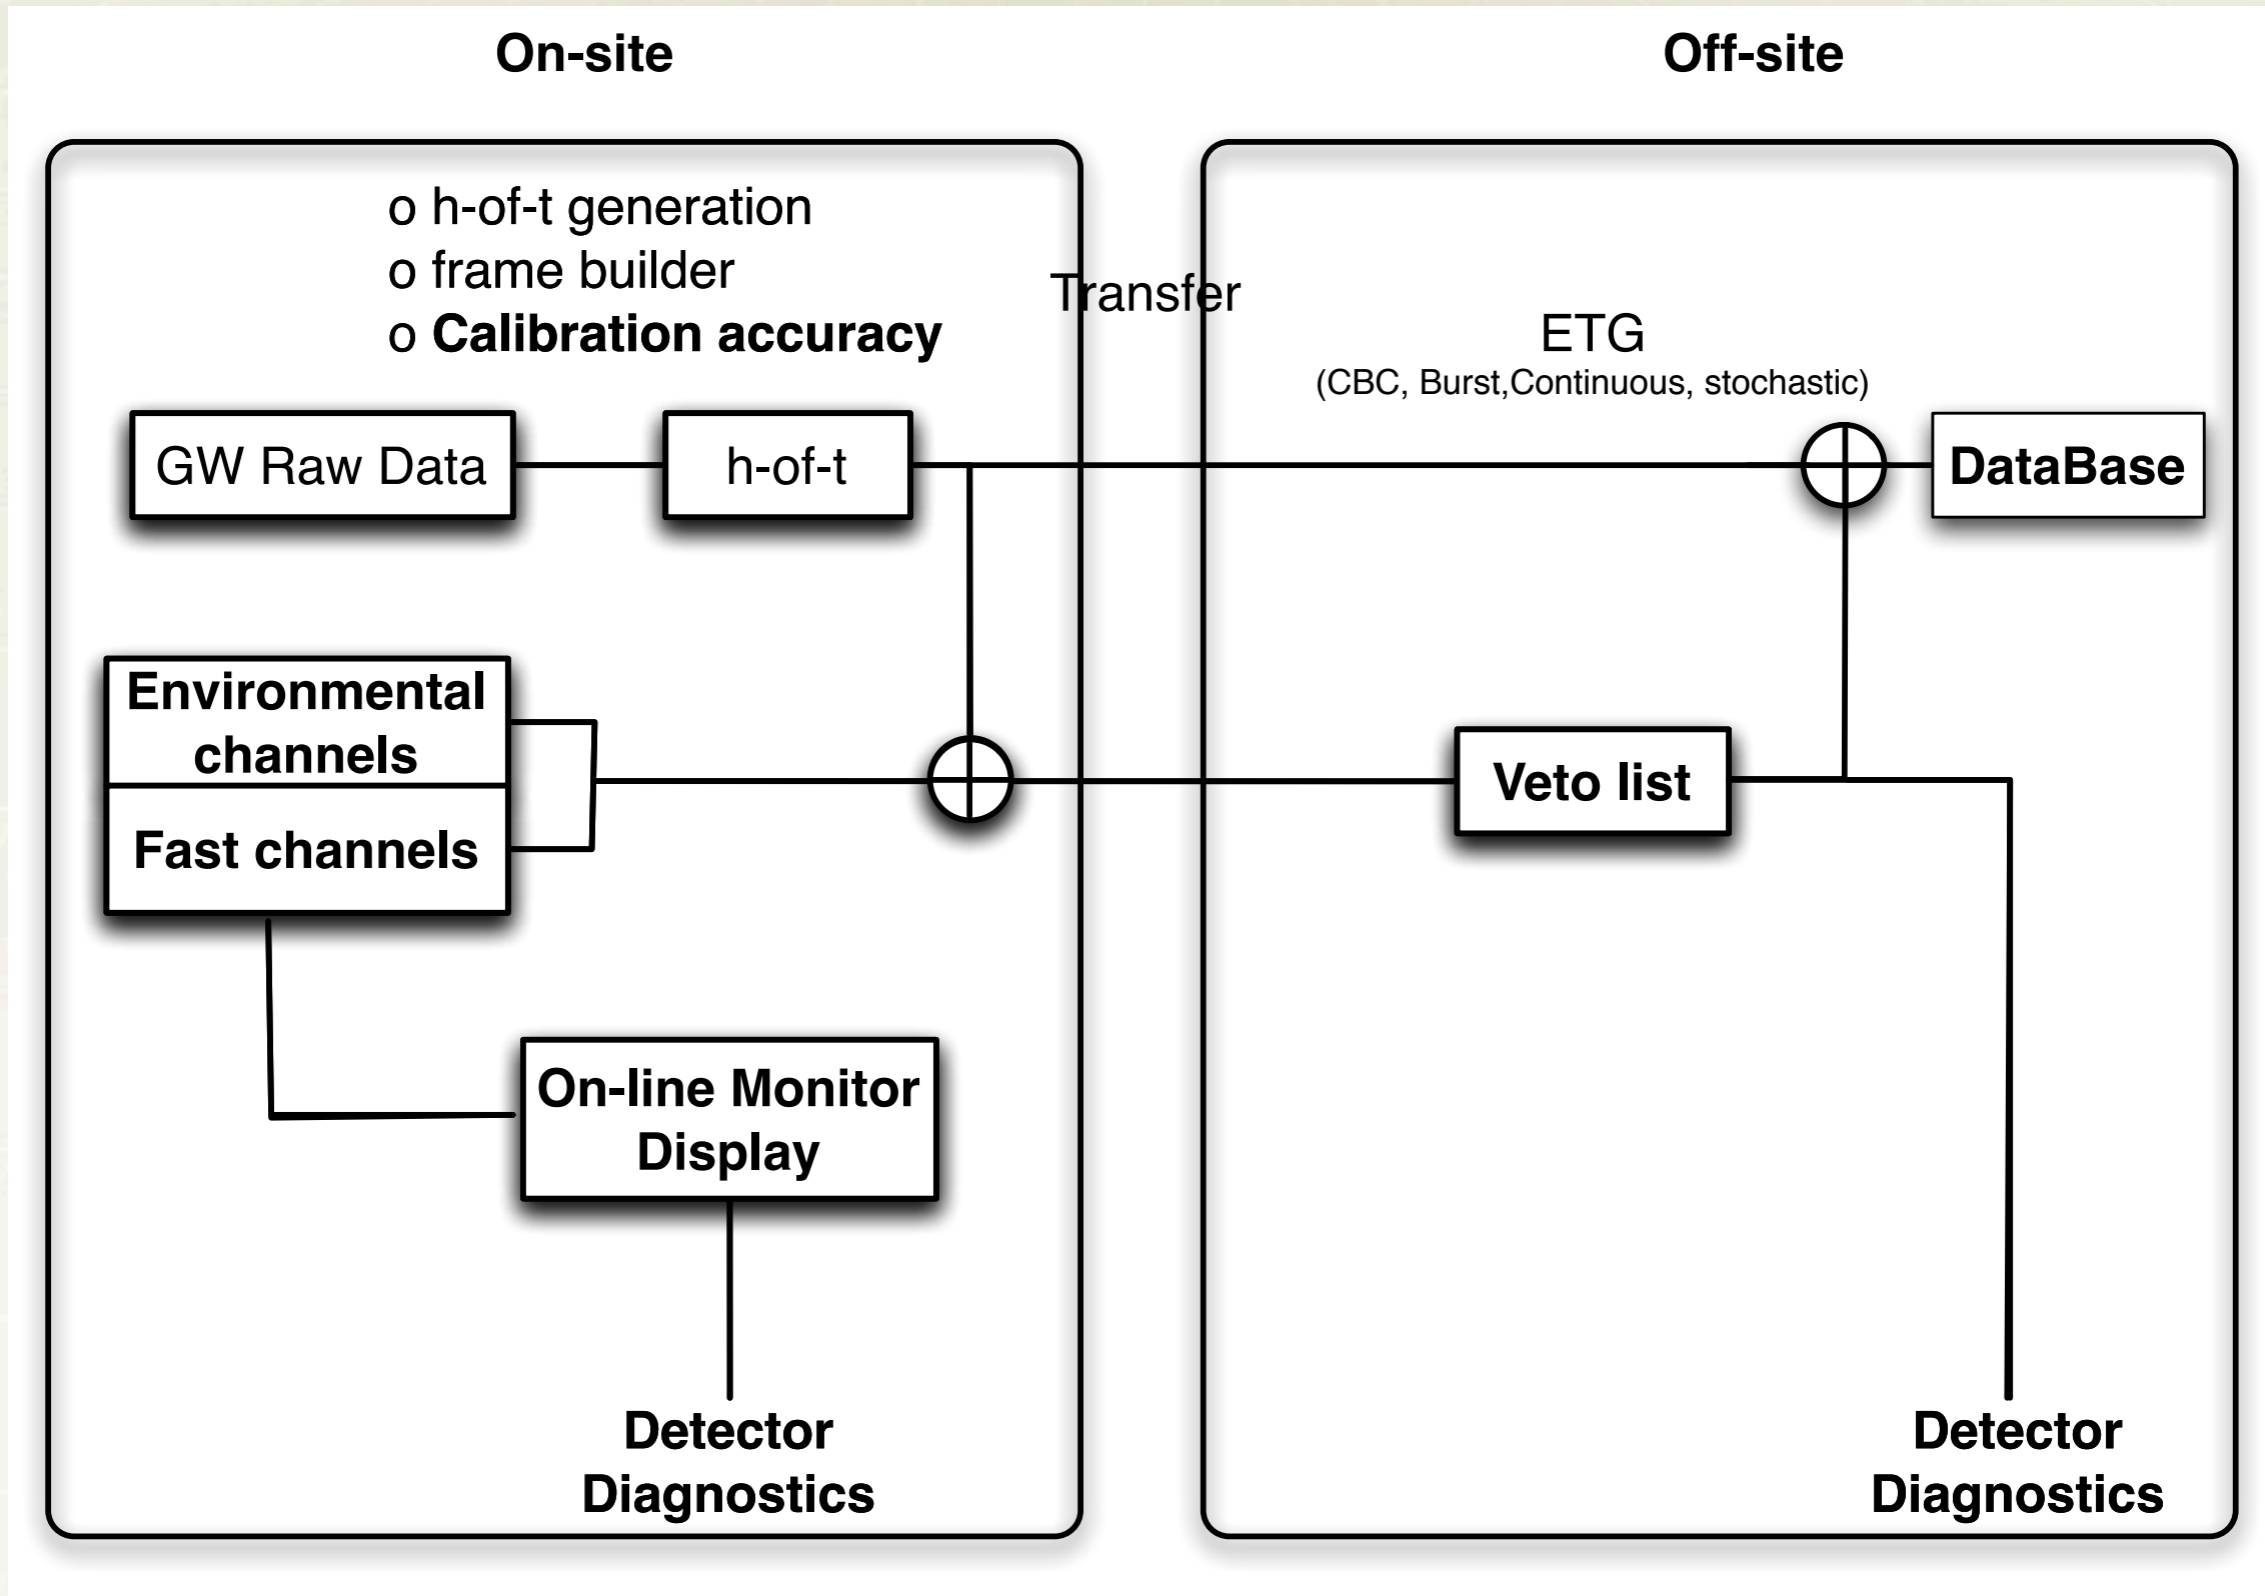 On-site
Off-site
o h-of-t generation
o frame builder
o Calibration accuracy
Transfer
ETG
(CBC, Burst,Continuous, stochastic)
GW Raw Data
h-of-t
DataBase
Environmental
channels
Fast channels
Veto list
On-line Monitor
Display
Detector
Diagnostics
Detector
Diagnostics